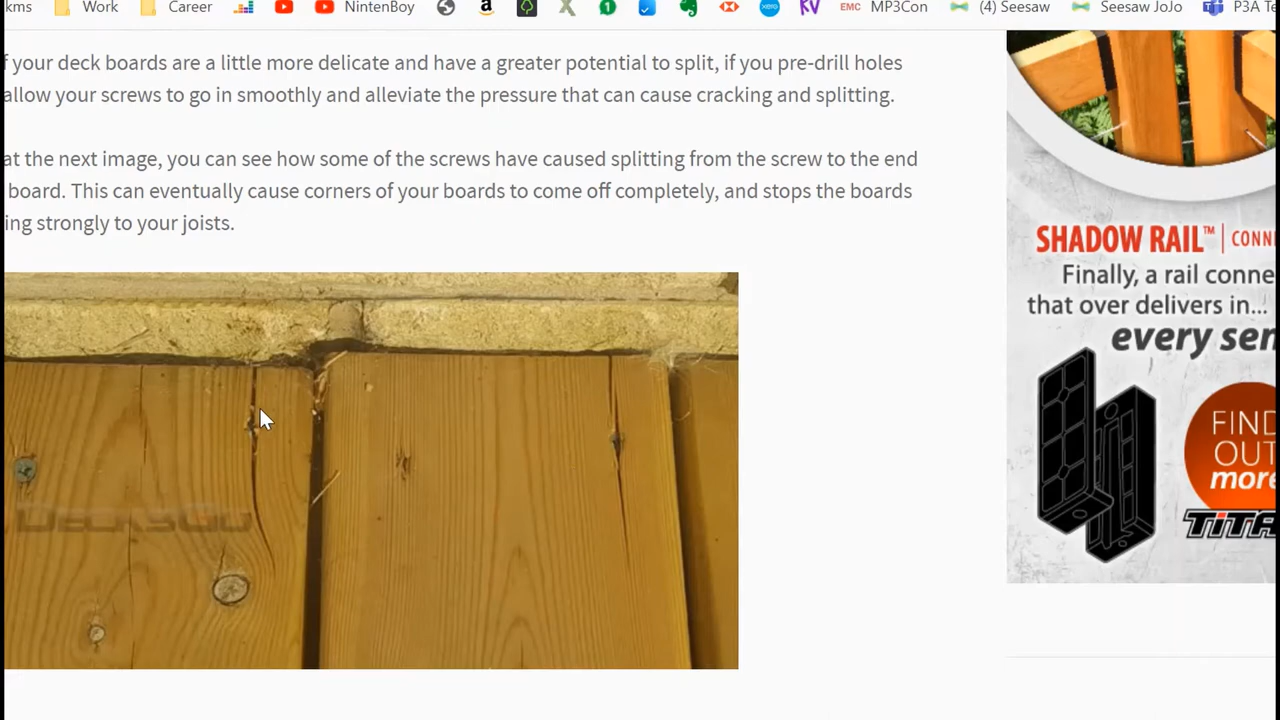 kms Work Career NintenBoy MP3Con (4) Seesaw Seesaw JoJo P3A Te
f your deck boards are a little more delicate and have a greater potential to split, if you pre-drill holes
allow your screws to go in smoothly and alleviate the pressure that can cause cracking and splitting.
at the next image, you can see how some of the screws have caused splitting from the screw to the end
board. This can eventually cause corners of your boards to come off completely, and stops the boards
ing strongly to your joists.
SHADOW RAIL™ | CONN
Finally, a rail conne
that over delivers in...
every sen
FIND
OUT
more
TiTA